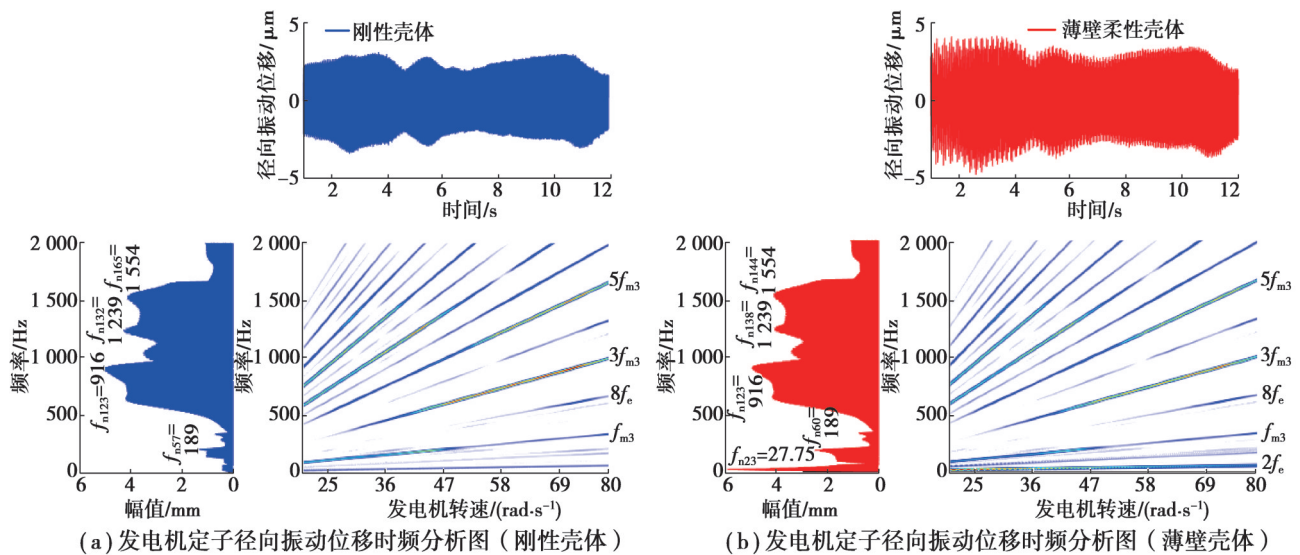 5
0
−5
径向振动位移/μm
刚性壳体
2 4 6 8 10 12
时间/s
2 000
1 500
1 000
500
0
频率/Hz
fn165=
1 554
fn132=
1 239
fn123=916
fn57=
189
6 4 2 0
幅值/mm
2 000
1 500
1 000
500
0
频率/Hz
5fm3
3fm3
8fe
fm3
25 36 47 58 69 80
发电机转速/(rad·s⁻¹)
(a)发电机定子径向振动位移时频分析图（刚性壳体）
5
0
−5
径向振动位移/μm
薄壁柔性壳体
2 4 6 8 10 12
时间/s
2 000
1 500
1 000
500
0
频率/Hz
fn144=
1 554
fn138=
1 239
fn123=
916
fn60=
189
fn23=27.75
6 4 2 0
幅值/mm
2 000
1 500
1 000
500
0
频率/Hz
5fm3
3fm3
8fe
fm3
2fe
25 36 47 58 69 80
发电机转速/(rad·s⁻¹)
(b)发电机定子径向振动位移时频分析图（薄壁壳体）